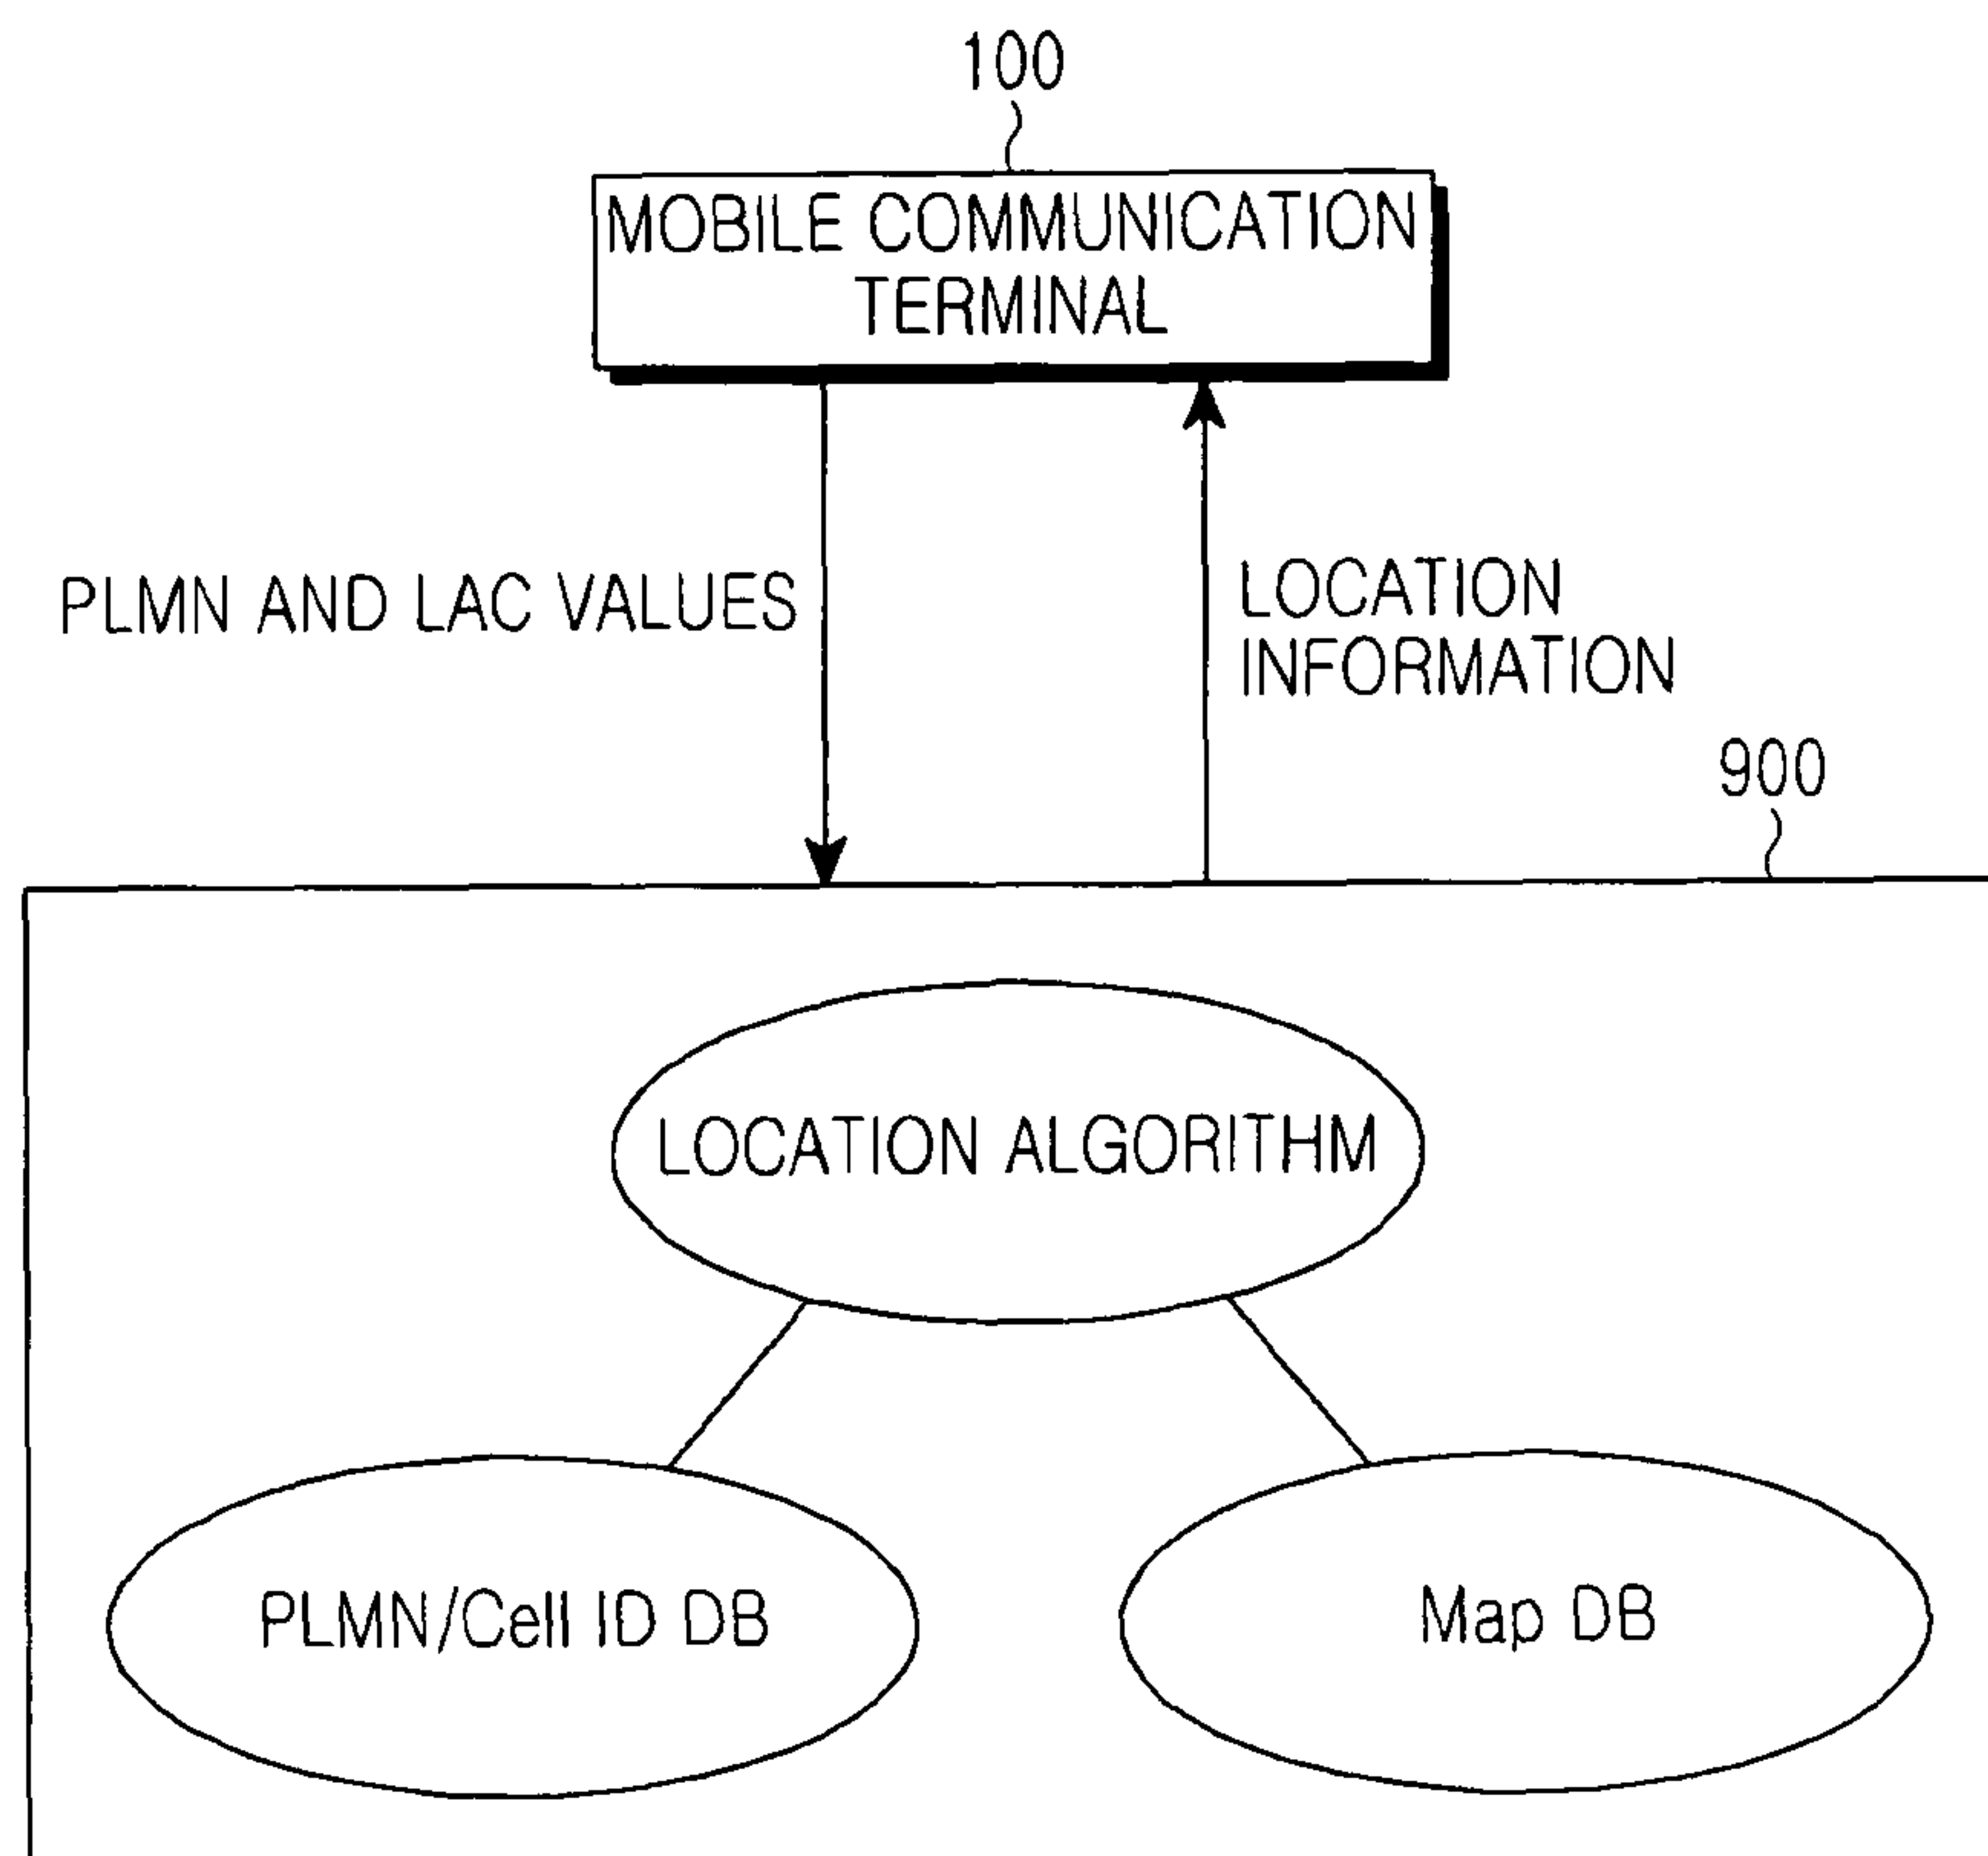 100
MOBILE COMMUNICATION
TERMINAL
PLMN AND LAC VALUES
LOCATION
INFORMATION
900
LOCATION ALGORITHM
PLMN/Cell ID DB
Map DB